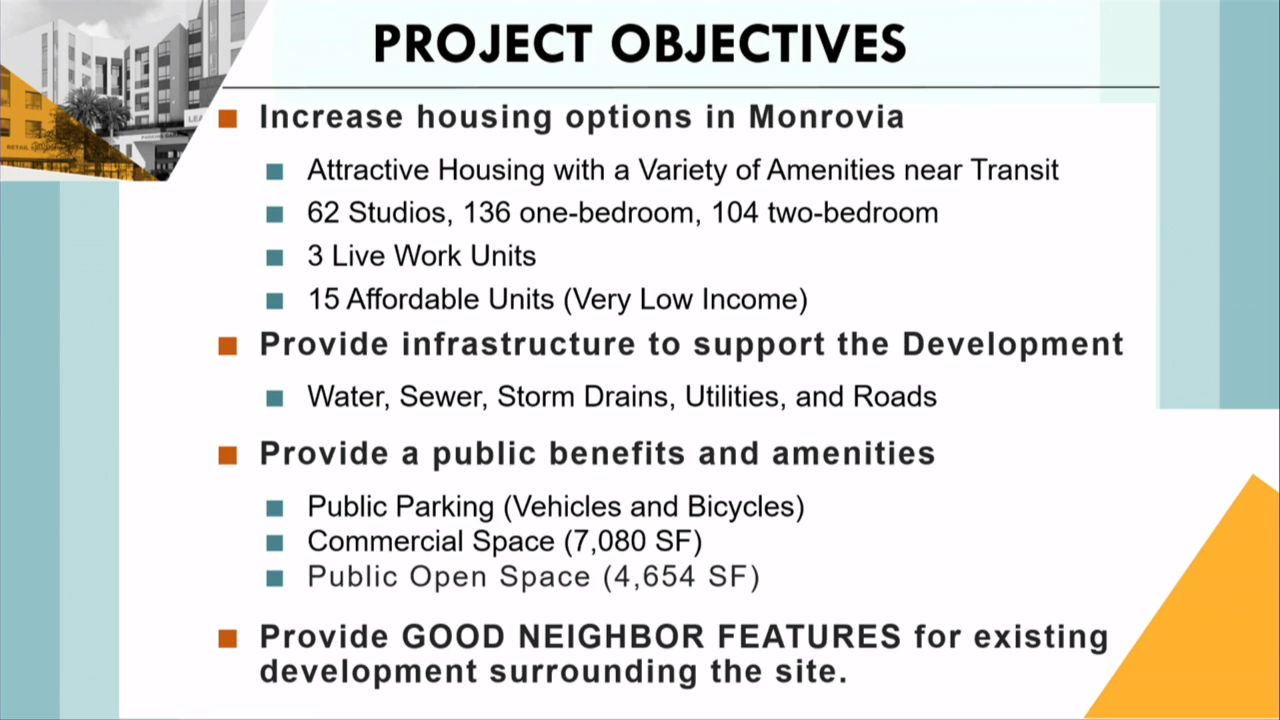 PROJECT OBJECTIVES
Increase housing options in Monrovia
Attractive Housing with a Variety of Amenities near Transit
62 Studios, 136 one-bedroom, 104 two-bedroom
3 Live Work Units
15 Affordable Units (Very Low Income)
Provide infrastructure to support the Development
Water, Sewer, Storm Drains, Utilities, and Roads
Provide a public benefits and amenities
Public Parking (Vehicles and Bicycles)
Commercial Space (7,080 SF)
Public Open Space (4,654 SF)
Provide GOOD NEIGHBOR FEATURES for existing
development surrounding the site.
RETAIL